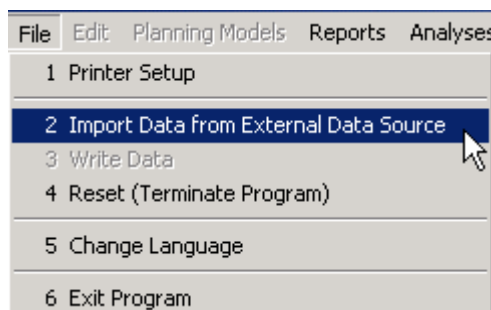 File Edit Planning Models Reports Analyses
1 Printer Setup
2 Import Data from External Data Source
3 Write Data
4 Reset (Terminate Program)
5 Change Language
6 Exit Program